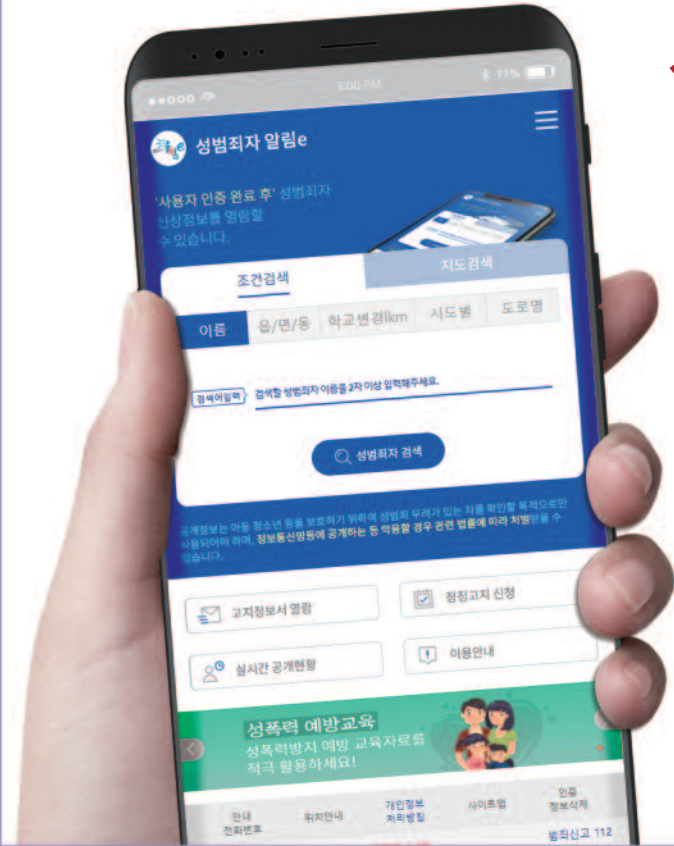 3:00 PM
77%
성범죄자 알림e
'사용자 인증 완료 후' 성범죄자
신상정보를 열람할
수 있습니다.
조건검색
지도검색
이름
읍/면/동
학교변경lkm
시도별
도로명
검색어입력
검색할 성범죄자 이름을 2자 이상 입력해주세요.
성범죄자 검색
공개정보는 아동 청소년 등을 보호하기 위하여 성범죄 우려가 있는 자를 확인할 목적으로만
사용되어야 하며, 정보통신망등에 공개하는 등 악용할 경우 관련 법률에 따라 처벌받을 수
있습니다.
고지정보서 열람
정정고지 신청
실시간 공개현황
이용안내
성폭력 예방교육
성폭력방지 예방 교육자료를
적극 활용하세요!
안내
전화번호
위치안내
개인정보
처리방침
사이트맵
인증
정보삭제
범죄신고 112